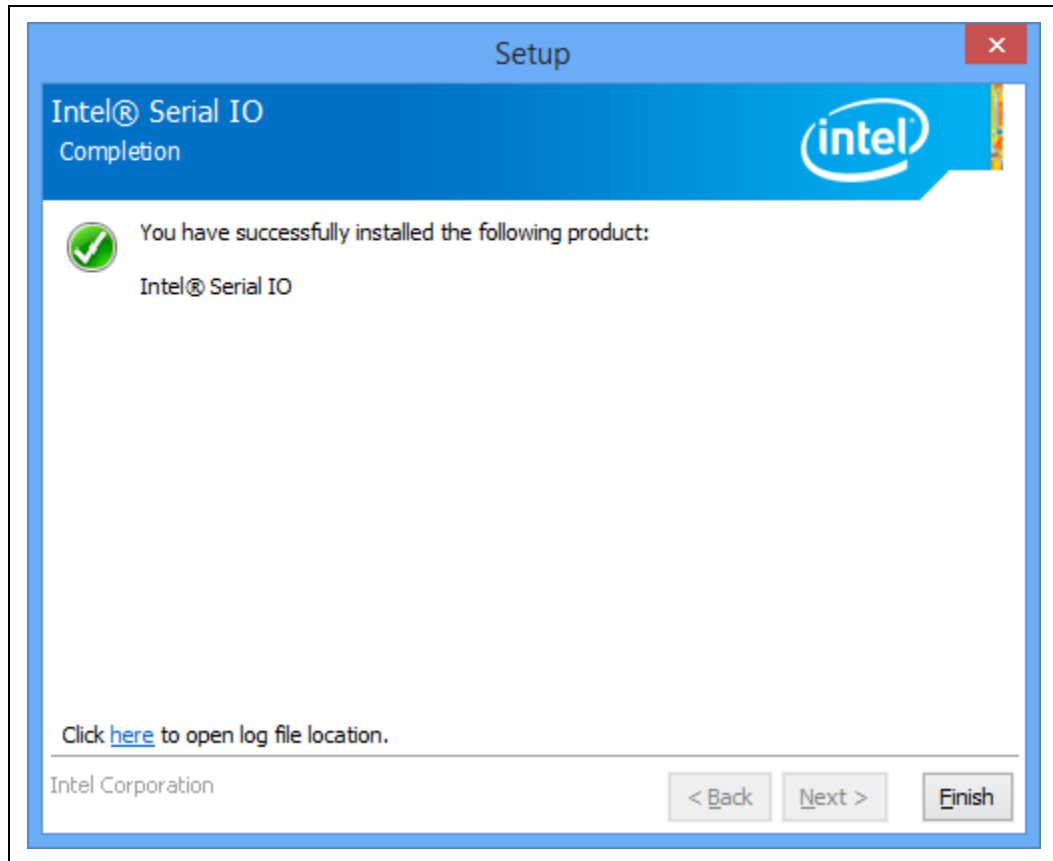 Setup
Intel® Serial IO
Completion
intel
You have successfully installed the following product:
Intel® Serial IO
Click here to open log file location.
Intel Corporation
< Back
Next >
Finish